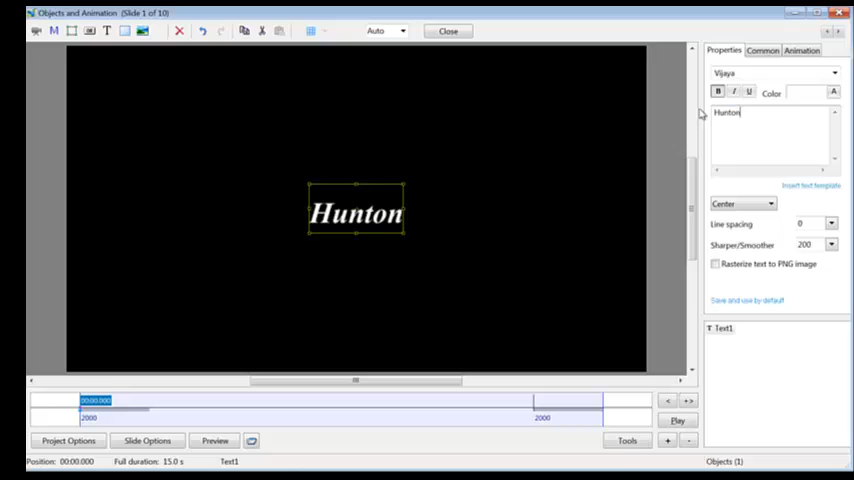 Objects and Animation (Slide 1 of 10)
Auto
Close
Properties Common Animation
Vijaya
B I U Color A
Hunton
Insert text template
Center
Line spacing 0
Sharper/Smoother 200
Rasterize text to PNG image
Save and use by default
T Text1
Hunton
00:00.000
2000 2000
Play
Project Options Slide Options Preview Tools
Position: 00:00.000 Full duration: 15.0 s Text1 Objects (1)